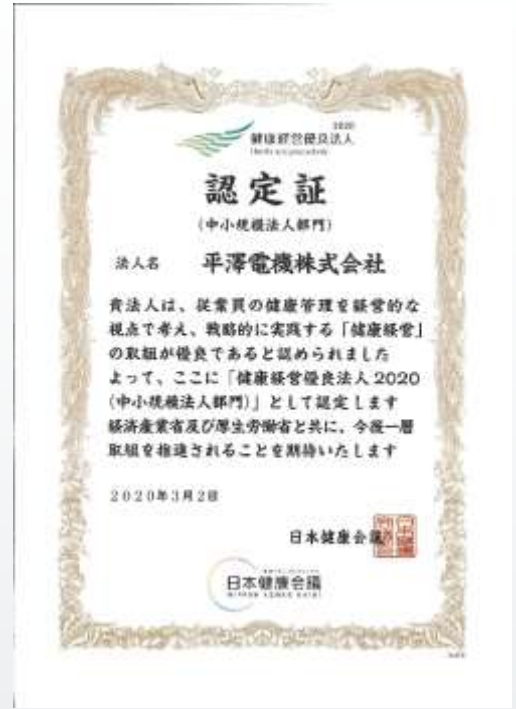 2020
健康経営優良法人
Health and productivity
認定証
(中小規模法人部門)
法人名 平澤電機株式会社
貴法人は、従業員の健康管理を経営的な
視点で考え、戦略的に実践する「健康経営」
の取組が優良であると認められました
よって、ここに「健康経営優良法人2020
(中小規模法人部門)」として認定します
経済産業省及び厚生労働省と共に、今後一層
取組を推進されることを期待いたします
2020年3月2日
日本健康会議
日本健康会議
NIPPON KENKO KAIGI